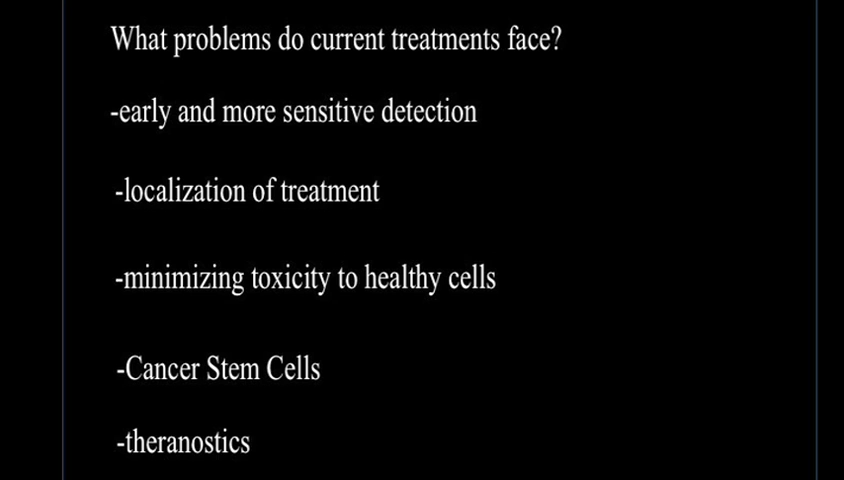 What problems do current treatments face?
-early and more sensitive detection
-localization of treatment
-minimizing toxicity to healthy cells
-Cancer Stem Cells
-theranostics